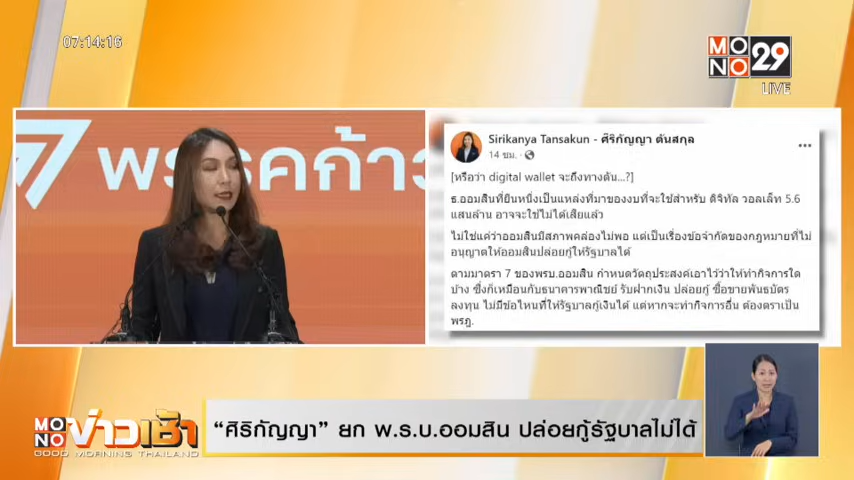 07:14:16
MONO 29
LIVE
พรรคก้าว
Sirikanya Tansakun - ศิริกัญญา ตันสกุล
14 ชม.
[หรือว่า digital wallet จะถึงทางตัน...?]
ธ.ออมสินที่ยืนหนึ่งเป็นแหล่งที่มาของงบที่จะใช้สำหรับ ดิจิทัล วอลเล็ท 5.6
แสนล้าน อาจจะใช้ไม่ได้เสียแล้ว
ไม่ใช่แค่ว่าออมสินมีสภาพคล่องไม่พอ แต่เป็นเรื่องข้อจำกัดของกฎหมายที่ไม่
อนุญาตให้ออมสินปล่อยกู้ให้รัฐบาลได้
ตามมาตรา 7 ของพรบ.ออมสิน กำหนดวัตถุประสงค์เอาไว้ว่าให้ทำกิจการใด
บ้าง ซึ่งก็เหมือนกับธนาคารพาณิชย์ รับฝากเงิน ปล่อยกู้ ซื้อขายพันธบัตร
ลงทุน ไม่มีข้อไหนที่ให้รัฐบาลกู้เงินได้ แต่หากจะทำกิจการอื่น ต้องตราเป็น
พรฎ.
MONO ข่าวเช้า
GOOD MORNING THAILAND
“ศิริกัญญา” ยก พ.ร.บ.ออมสิน ปล่อยกู้รัฐบาลไม่ได้